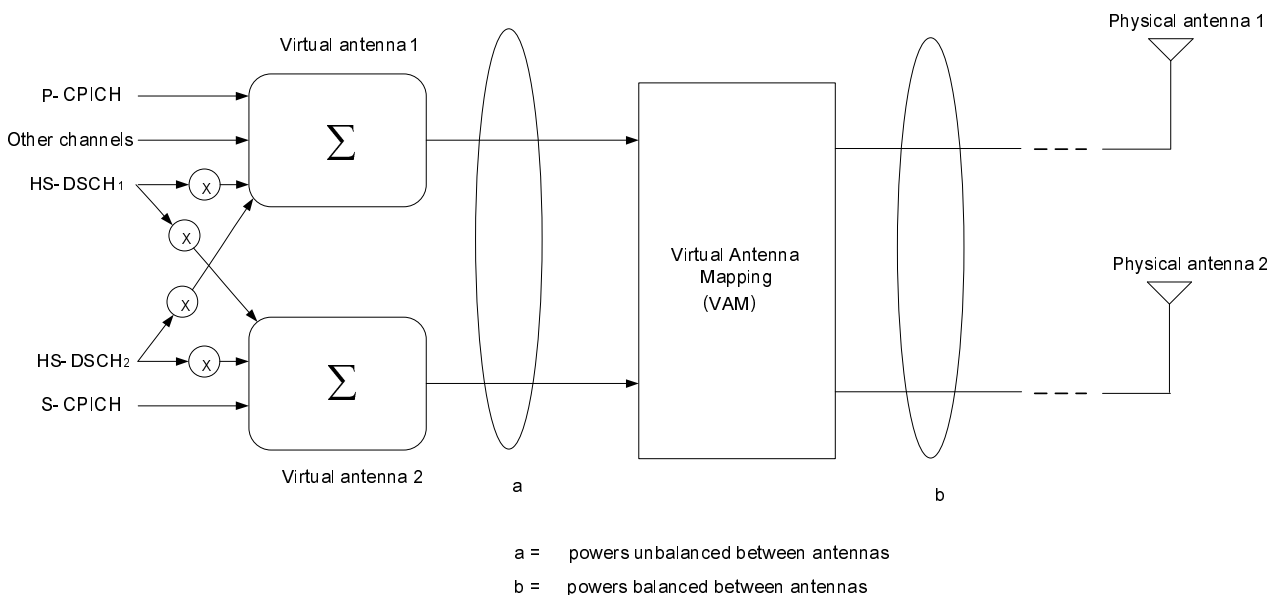 Physical antenna 1
Virtual antenna 1
P- CPICH
Other channels
Σ
HS- DSCH1
X
X
Virtual Antenna
Mapping
(VAM)
Physical antenna 2
X
HS- DSCH2
X
Σ
S- CPICH
Virtual antenna 2
a
b
a = powers unbalanced between antennas
b = powers balanced between antennas